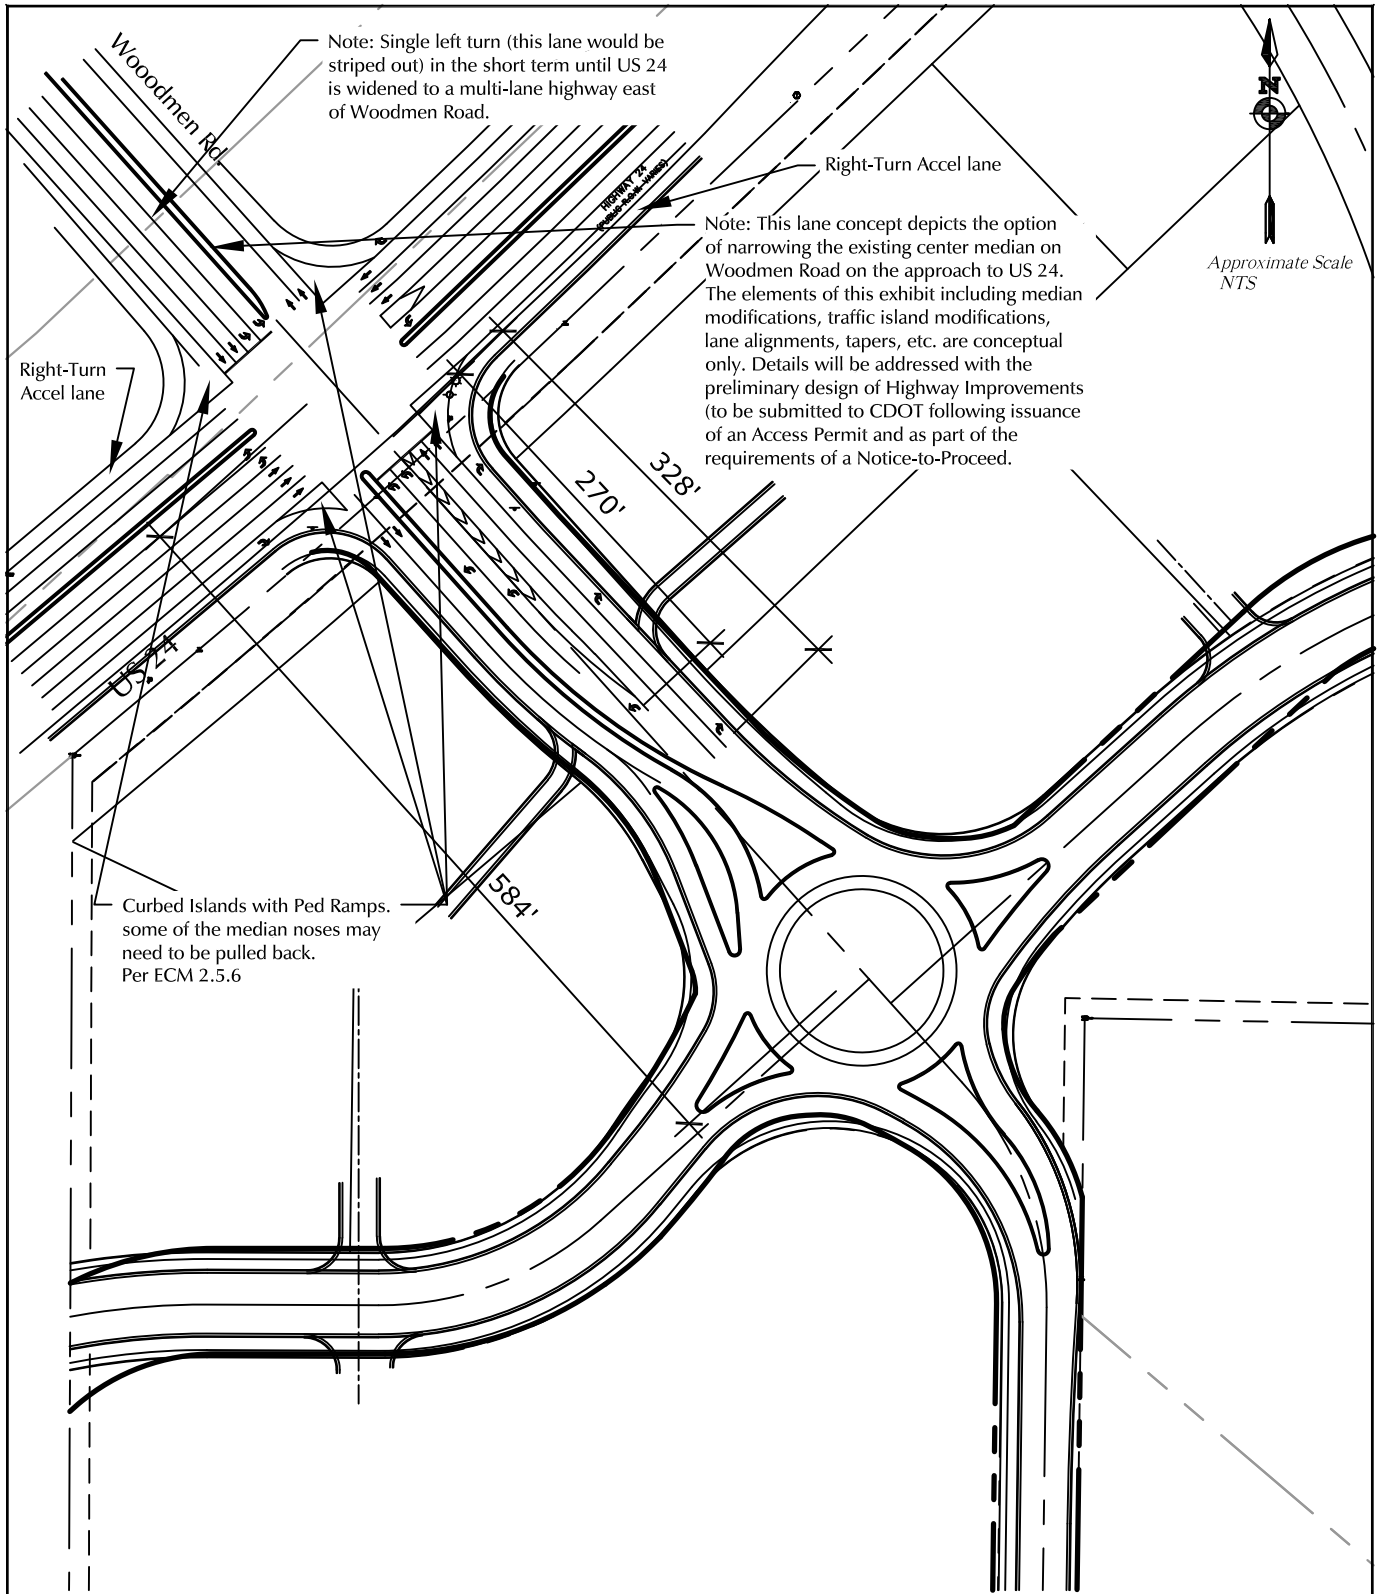 Note: Single left turn (this lane would be
striped out) in the short term until US 24
is widened to a multi-lane highway east
of Woodmen Road.
Wooodmen Rd.
N
Approximate Scale
NTS
Right-Turn Accel lane
HIGHWAY 24
(PUBLIC R.O.W. VARIES)
Note: This lane concept depicts the option
of narrowing the existing center median on
Woodmen Road on the approach to US 24.
The elements of this exhibit including median
modifications, traffic island modifications,
lane alignments, tapers, etc. are conceptual
only. Details will be addressed with the
preliminary design of Highway Improvements
(to be submitted to CDOT following issuance
of an Access Permit and as part of the
requirements of a Notice-to-Proceed.
Right-Turn
Accel lane
328'
270'
US 24
584'
Curbed Islands with Ped Ramps.
some of the median noses may
need to be pulled back.
Per ECM 2.5.6